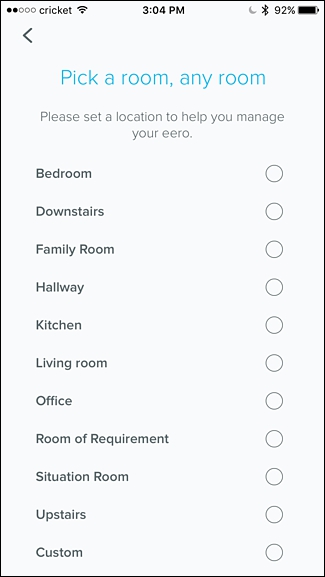 cricket 3:04 PM 92%
Pick a room, any room
Please set a location to help you manage
your eero.
Bedroom
Downstairs
Family Room
Hallway
Kitchen
Living room
Office
Room of Requirement
Situation Room
Upstairs
Custom